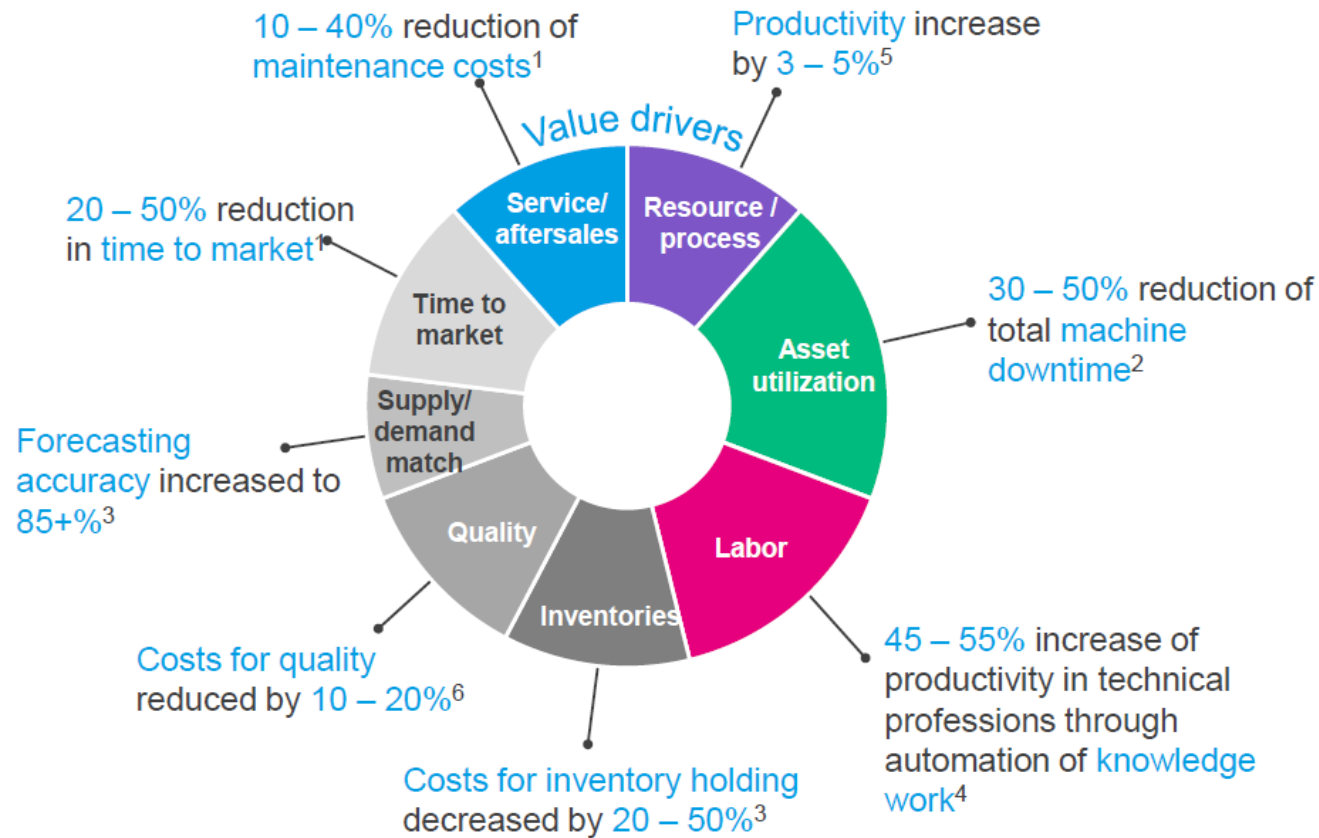 10 – 40% reduction of
maintenance costs¹
Productivity increase
by 3 – 5%⁵
Value drivers
Service/
aftersales
Resource /
process
20 – 50% reduction
in time to market¹
Time to
market
30 – 50% reduction of
total machine
downtime²
Asset
utilization
Supply/
demand
match
Forecasting
accuracy increased to
85+%³
Quality
Labor
Inventories
Costs for quality
reduced by 10 – 20%⁶
45 – 55% increase of
productivity in technical
professions through
automation of knowledge
work⁴
Costs for inventory holding
decreased by 20 – 50%³